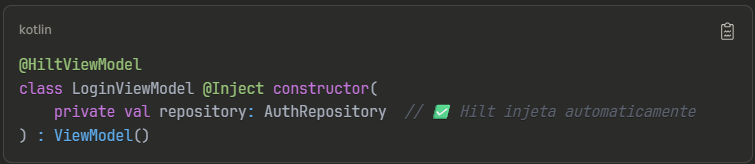 kotlin
@HiltViewModel
class LoginViewModel @Inject constructor(
    private val repository: AuthRepository  // ✅ Hilt injeta automaticamente
) : ViewModel()